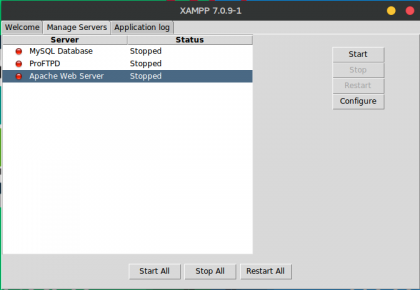 XAMPP 7.0.9-1
Welcome Manage Servers Application log
Server Status
MySQL Database Stopped
ProFTPD Stopped
Apache Web Server Stopped
Start
Stop
Restart
Configure
Start All Stop All Restart All